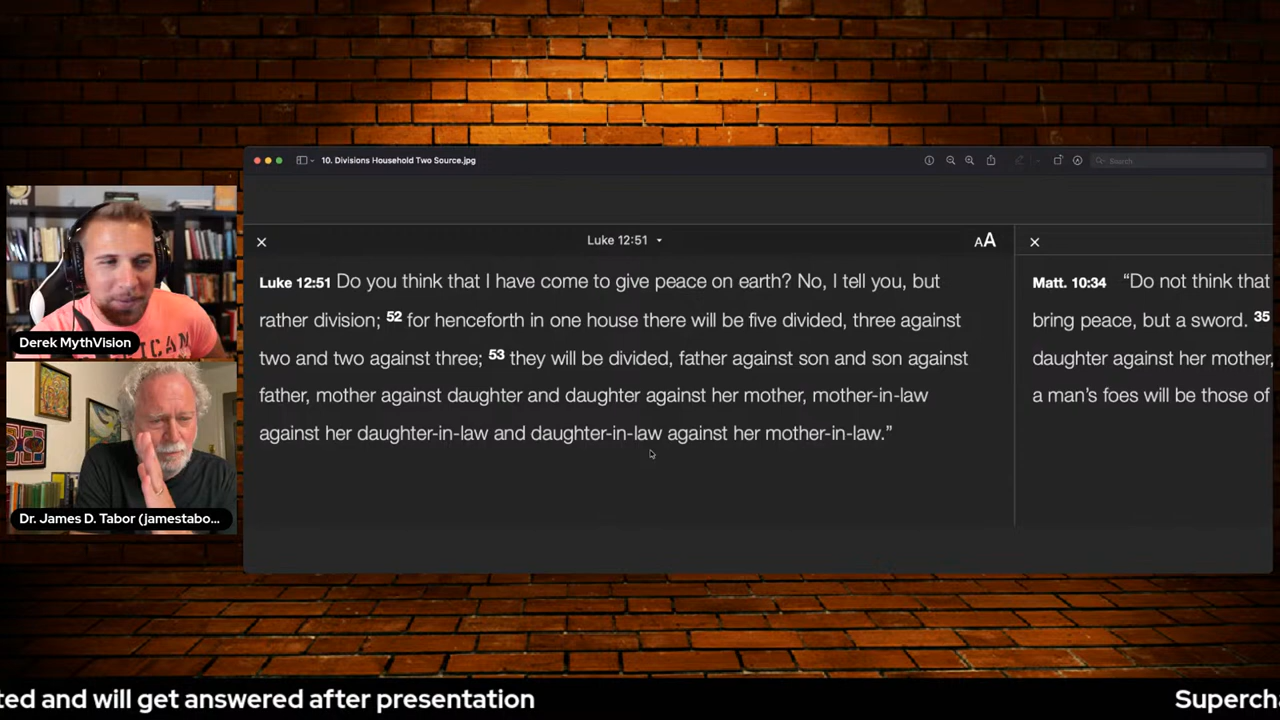 10. Divisions Household Two Source.jpg
Search
Luke 12:51
AA
Luke 12:51 Do you think that I have come to give peace on earth? No, I tell you, but
rather division; 52 for henceforth in one house there will be five divided, three against
two and two against three; 53 they will be divided, father against son and son against
father, mother against daughter and daughter against her mother, mother-in-law
against her daughter-in-law and daughter-in-law against her mother-in-law.”
Matt. 10:34 “Do not think that
bring peace, but a sword. 35
daughter against her mother,
a man’s foes will be those of
Derek MythVision
Dr. James D. Tabor (jamestabo...
ted and will get answered after presentation
Supercha